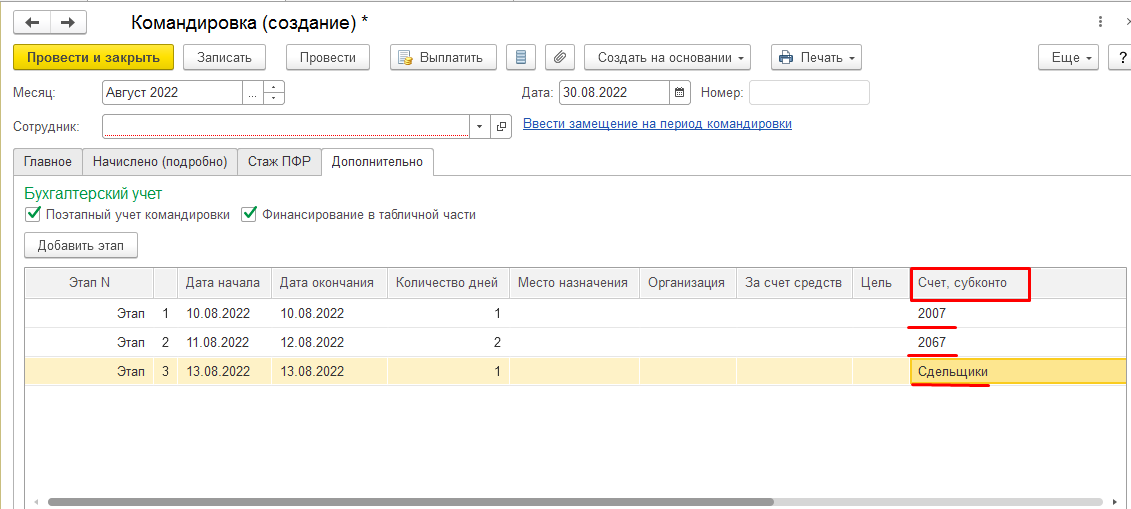 Командировка (создание) *
Провести и закрыть Записать Провести Выплатить Создать на основании Печать Еще ?
Месяц: Август 2022 ... Дата: 30.08.2022 Номер:
Сотрудник: Ввести замещение на период командировки
Главное Начислено (подробно) Стаж ПФР Дополнительно
Бухгалтерский учет
Поэтапный учет командировки Финансирование в табличной части
Добавить этап
Этап N Дата начала Дата окончания Количество дней Место назначения Организация За счет средств Цель Счет, субконто
Этап 1 10.08.2022 10.08.2022 1 2007
Этап 2 11.08.2022 12.08.2022 2 2067
Этап 3 13.08.2022 13.08.2022 1 Сдельщики